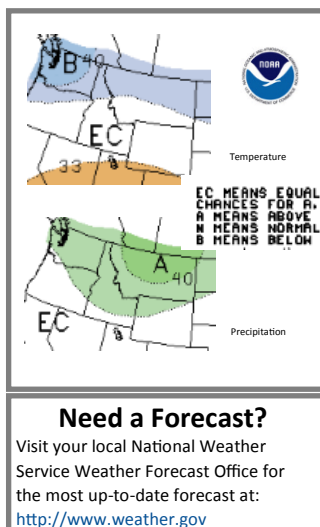 B 40
NOAA
EC
Temperature
33
EC MEANS EQUAL
CHANCES FOR A,
A MEANS ABOVE
N MEANS NORMAL
B MEANS BELOW
A
40
EC
Precipitation
Need a Forecast?
Visit your local National Weather
Service Weather Forecast Office for
the most up-to-date forecast at:
http://www.weather.gov